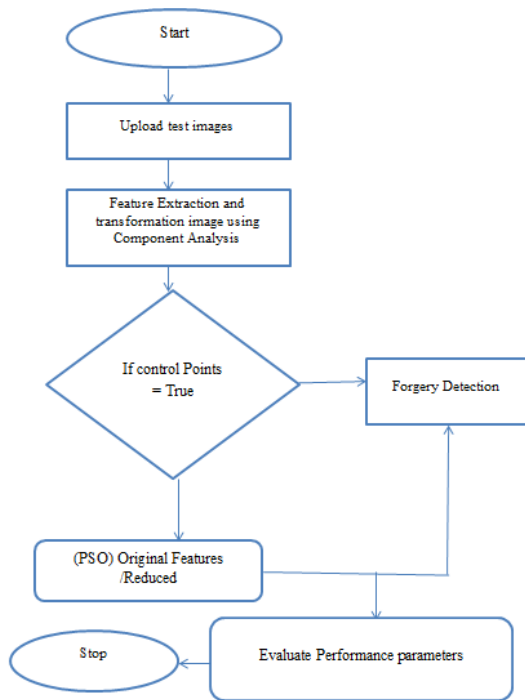 Start
Upload test images
Feature Extraction and
transformation image using
Component Analysis
If control Points
= True
Forgery Detection
(PSO) Original Features
/Reduced
Evaluate Performance parameters
Stop